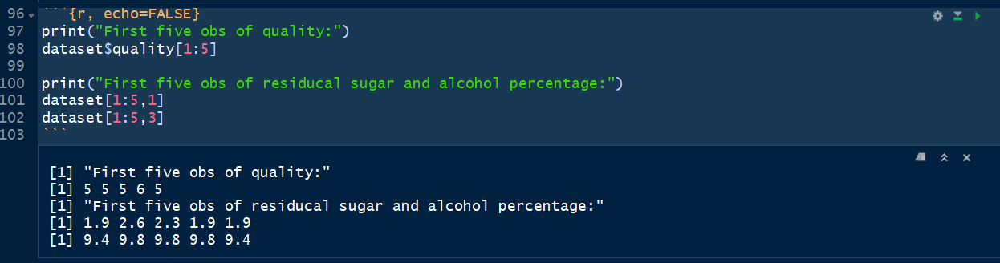 96 ```{r, echo=FALSE}
97 print("First five obs of quality:")
98 dataset$quality[1:5]
99
100 print("First five obs of residucal sugar and alcohol percentage:")
101 dataset[1:5,1]
102 dataset[1:5,3]
103 ```
[1] "First five obs of quality:"
[1] 5 5 5 6 5
[1] "First five obs of residucal sugar and alcohol percentage:"
[1] 1.9 2.6 2.3 1.9 1.9
[1] 9.4 9.8 9.8 9.8 9.4